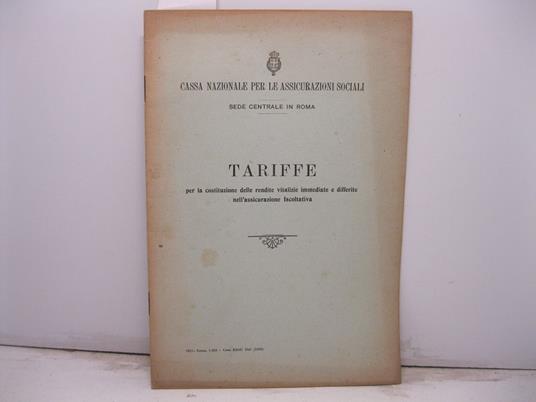 CASSA NAZIONALE PER LE ASSICURAZIONI SOCIALI
SEDE CENTRALE IN ROMA
TARIFFE
per la costituzione delle rendite vitalizie immediate e differite
nell'assicurazione facoltativa
Roma,